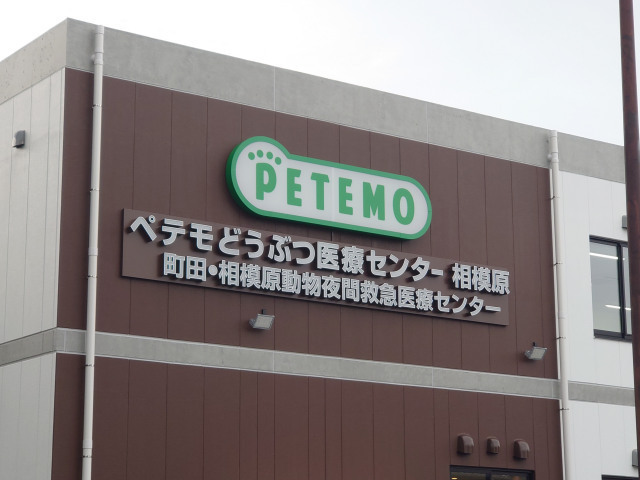 PETEMO
ペテモどうぶつ医療センター 相模原
町田・相模原動物夜間救急医療センター